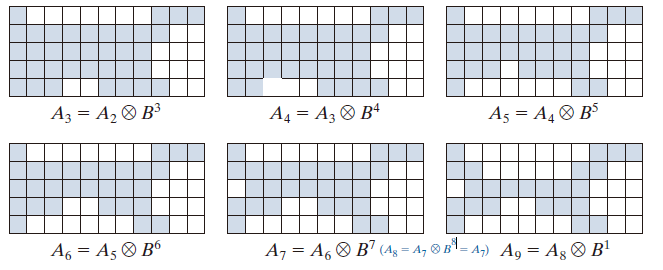 A₃ = A₂ ⊗ B³ A₄ = A₃ ⊗ B⁴ A₅ = A₄ ⊗ B⁵
A₆ = A₅ ⊗ B⁶ A₇ = A₆ ⊗ B⁷ (A₈ = A₇ ⊗ B⁸ = A₇) A₉ = A₈ ⊗ B¹